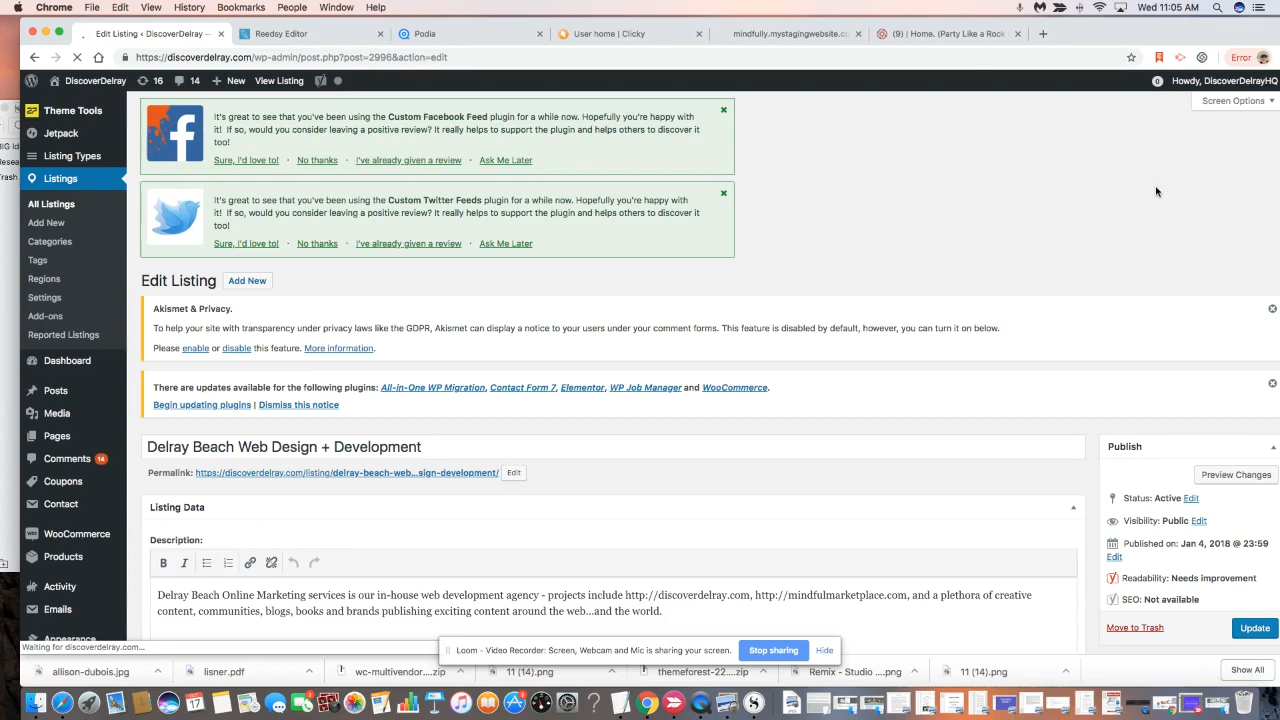 Chrome File Edit View History Bookmarks People Window Help Wed 11:05 AM
Edit Listing ‹ DiscoverDelray Reedsy Editor Podia User home | Clicky mindfully.mystagingwebsite.co (9) | Home. (Party Like a Rock
https://discoverdelray.com/wp-admin/post.php?post=2996&action=edit Error
DiscoverDelray 16 14 New View Listing 0 Howdy, DiscoverDelrayHQ
Screen Options
Theme Tools
Jetpack
Listing Types
Listings
All Listings
Add New
Categories
Tags
Regions
Settings
Add-ons
Reported Listings
Dashboard
Posts
Media
Pages
Comments 14
Coupons
Contact
WooCommerce
Products
Activity
Emails
Appearance
It's great to see that you've been using the Custom Facebook Feed plugin for a while now. Hopefully you're happy with
it! If so, would you consider leaving a positive review? It really helps to support the plugin and helps others to discover it
too!
Sure, I'd love to! · No thanks · I've already given a review · Ask Me Later
It's great to see that you've been using the Custom Twitter Feeds plugin for a while now. Hopefully you're happy with
it! If so, would you consider leaving a positive review? It really helps to support the plugin and helps others to discover it
too!
Sure, I'd love to! · No thanks · I've already given a review · Ask Me Later
Edit Listing Add New
Akismet & Privacy.
To help your site with transparency under privacy laws like the GDPR, Akismet can display a notice to your users under your comment forms. This feature is disabled by default, however, you can turn it on below.
Please enable or disable this feature. More information.
There are updates available for the following plugins: All-in-One WP Migration, Contact Form 7, Elementor, WP Job Manager and WooCommerce.
Begin updating plugins | Dismiss this notice
Delray Beach Web Design + Development
Permalink: https://discoverdelray.com/listing/delray-beach-web...sign-development/ Edit
Listing Data
Description:
Delray Beach Online Marketing services is our in-house web development agency - projects include http://discoverdelray.com, http://mindfulmarketplace.com, and a plethora of creative
content, communities, blogs, books and brands publishing exciting content around the web...and the world.
Publish
Preview Changes
Status: Active Edit
Visibility: Public Edit
Published on: Jan 4, 2018 @ 23:59
Edit
Readability: Needs improvement
SEO: Not available
Move to Trash Update
Waiting for discoverdelray.com...
Loom - Video Recorder: Screen, Webcam and Mic is sharing your screen. Stop sharing Hide
allison-dubois.jpg lisner.pdf wc-multivendor....zip 11 (14).png themeforest-22....zip Remix - Studio ....png 11 (14).png Show All